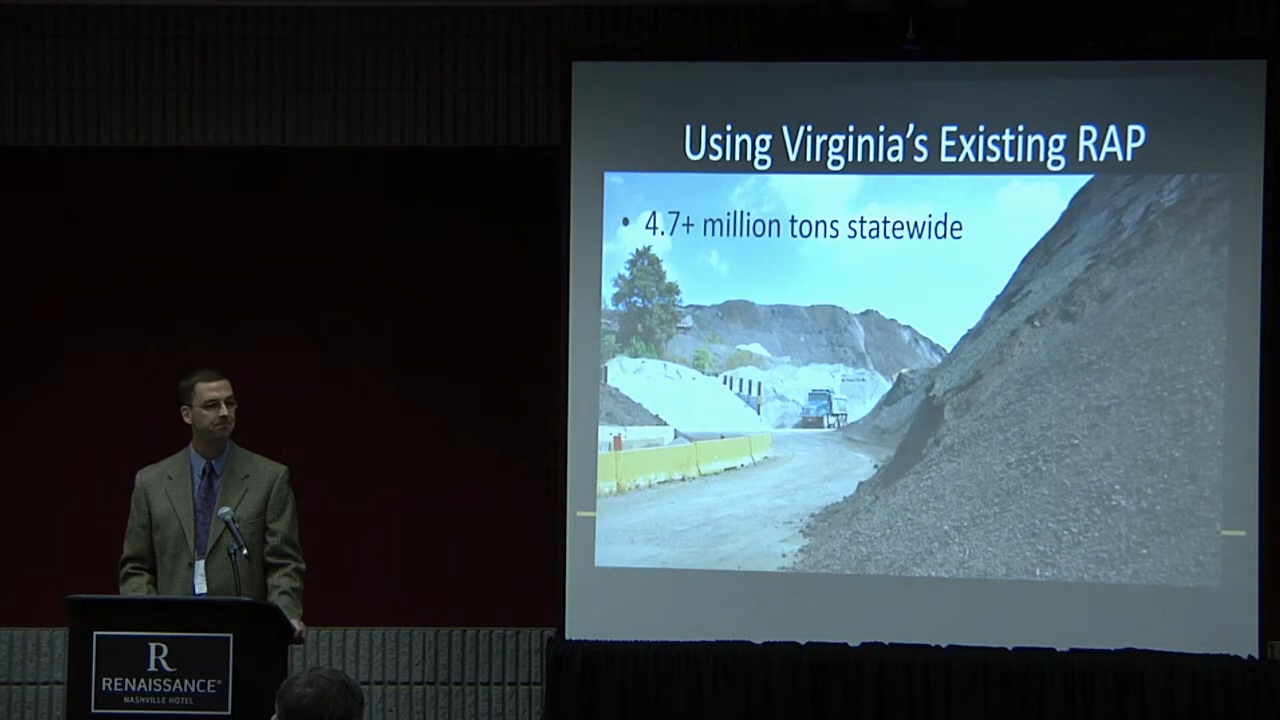 Using Virginia's Existing RAP
• 4.7+ million tons statewide
R
RENAISSANCE®
NASHVILLE HOTEL